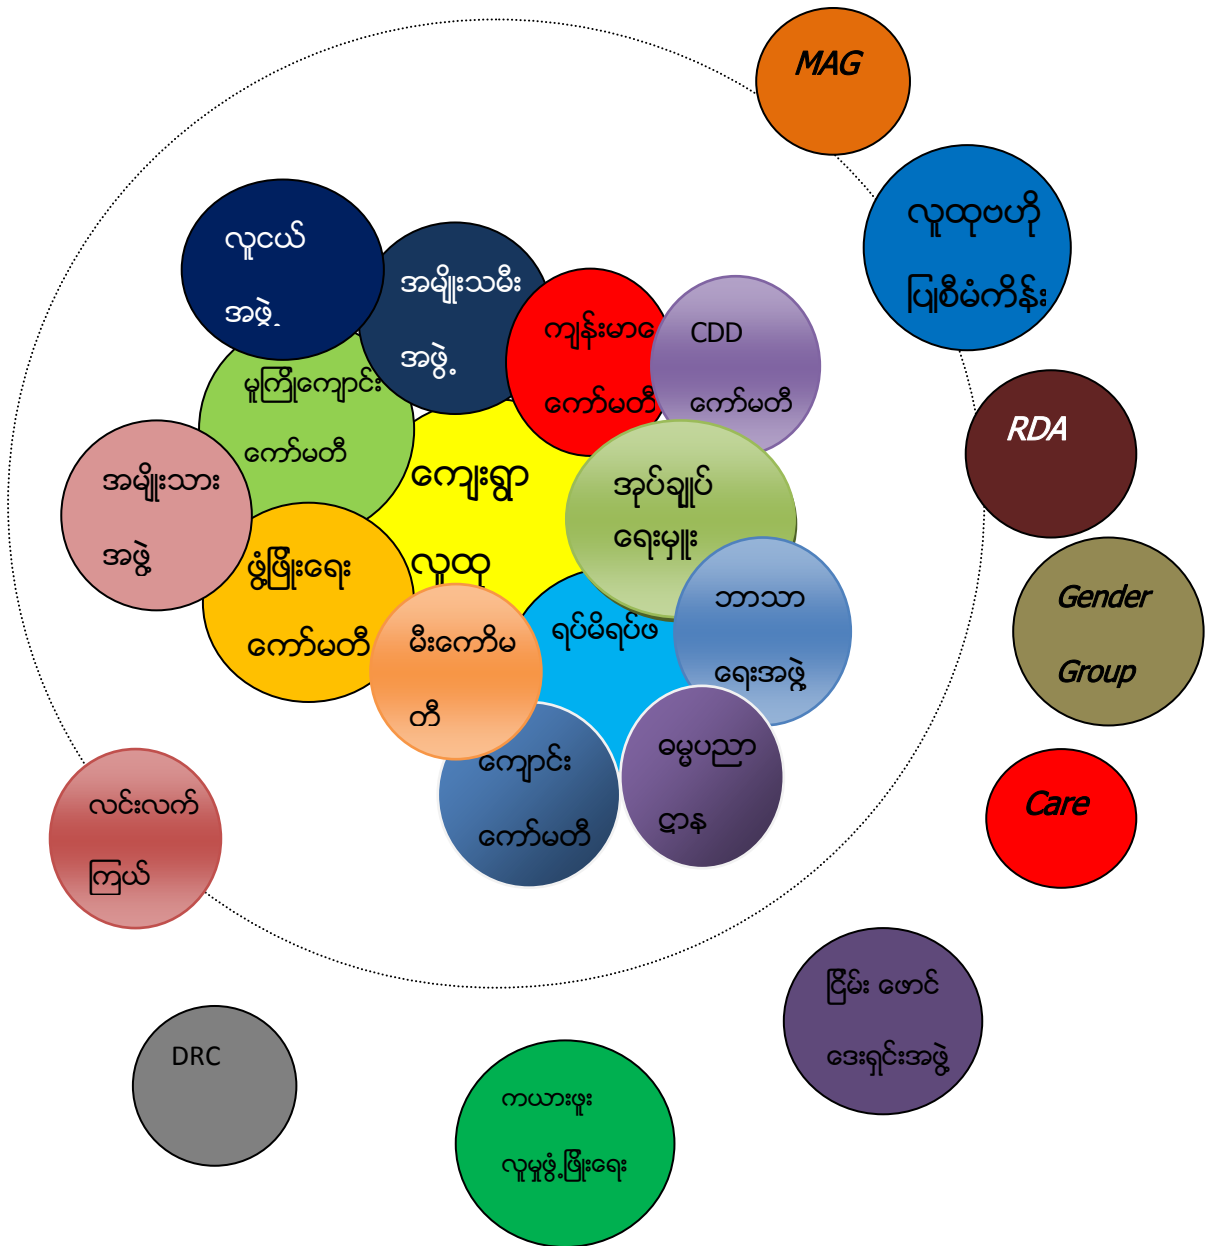 MAG
လူထုဗဟို
ပြုစီမံကိန်း
လူငယ်
အဖွဲ့
အမျိုးသမီး
အဖွဲ့
ကျန်းမာေ
ကော်မတီ
CDD
ကော်မတီ
မူကြိုကျောင်း
ကော်မတီ
RDA
အမျိုးသား
အဖွဲ့
ကျေးရွာ
လူထု
အုပ်ချုပ်
ရေးမှူး
ဖွံ့ဖြိုးရေး
ကော်မတီ
Gender
Group
ဘာသာ
ရေးအဖွဲ့
မီးကော်မ
တီ
ရပ်မိရပ်ဖ
ကျောင်း
ကော်မတီ
ဓမ္မပညာ
ဌာန
Care
လင်းလက်
ကြယ်
ငြိမ်း ဖောင်
ဒေးရှင်းအဖွဲ့
DRC
ကယားဖူး
လူမှုဖွံ့ဖြိုးရေး